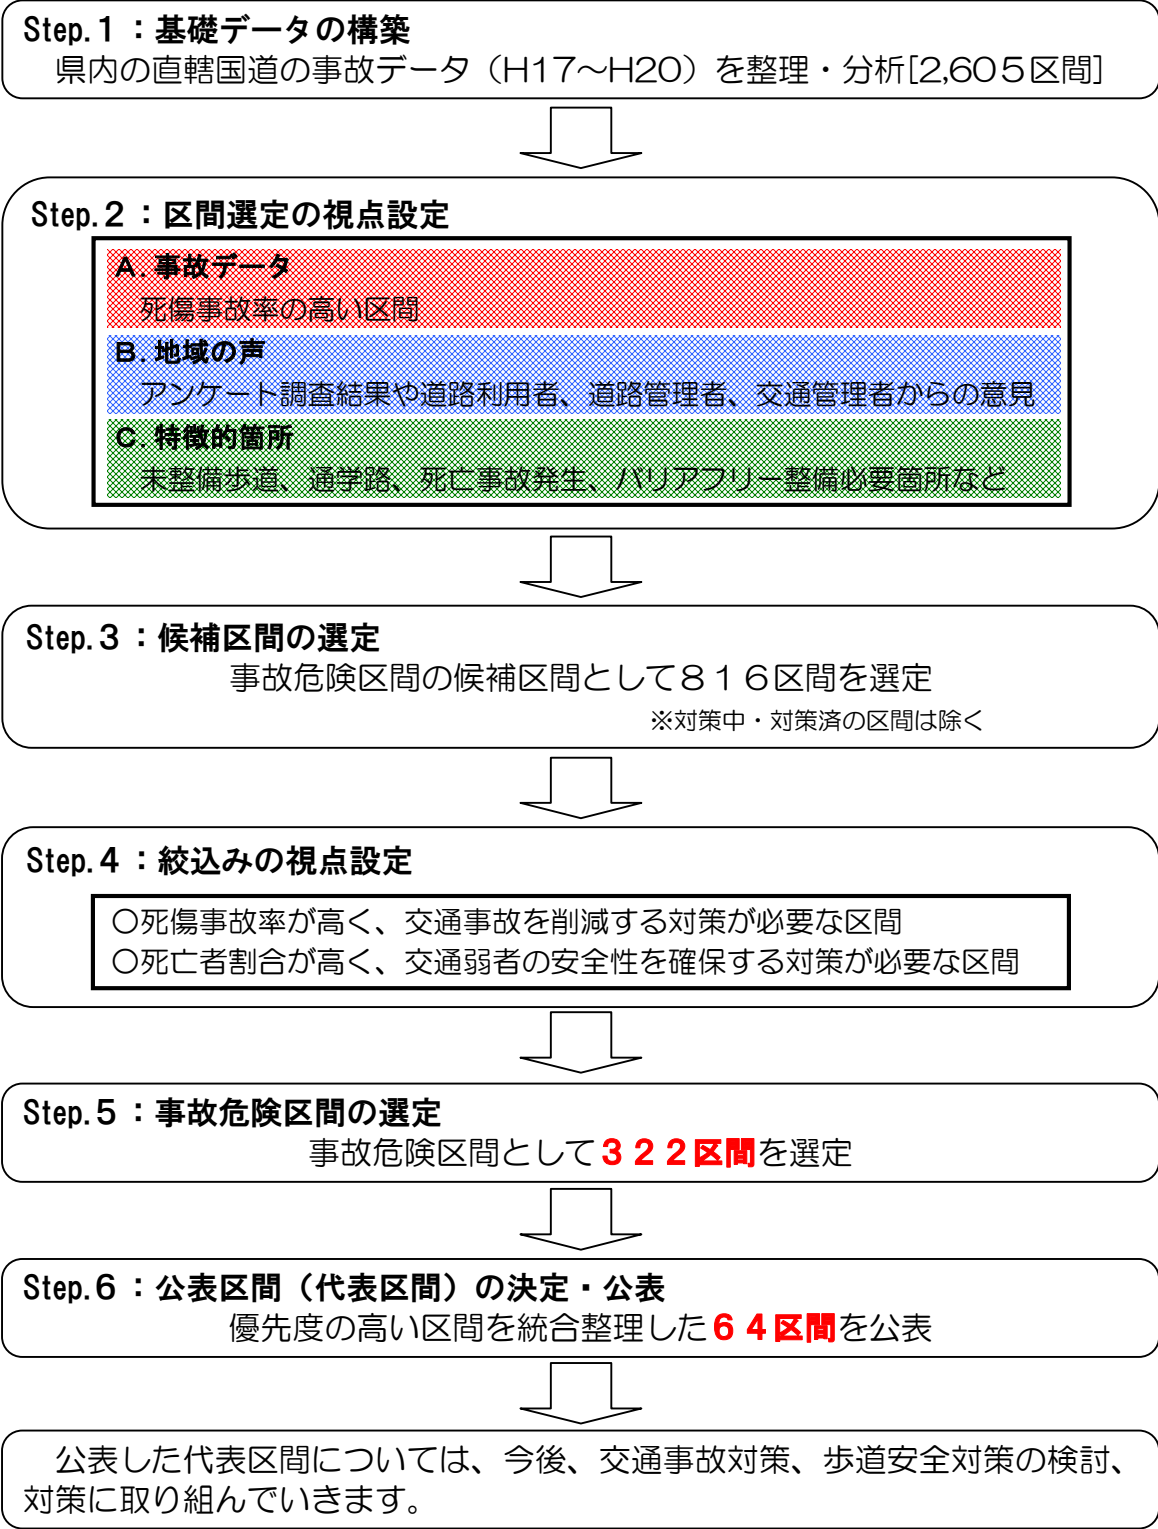 Step.1：基礎データの構築
県内の直轄国道の事故データ（H17～H20）を整理・分析[2,605区間]
Step.2：区間選定の視点設定
A.事故データ
死傷事故率の高い区間
B.地域の声
アンケート調査結果や道路利用者、道路管理者、交通管理者からの意見
C.特徴的箇所
未整備歩道、通学路、死亡事故発生、バリアフリー整備必要箇所など
Step.3：候補区間の選定
事故危険区間の候補区間として８１６区間を選定
※対策中・対策済の区間は除く
Step.4：絞込みの視点設定
○死傷事故率が高く、交通事故を削減する対策が必要な区間
○死亡者割合が高く、交通弱者の安全性を確保する対策が必要な区間
Step.5：事故危険区間の選定
事故危険区間として３２２区間を選定
Step.6：公表区間（代表区間）の決定・公表
優先度の高い区間を統合整理した６４区間を公表
公表した代表区間については、今後、交通事故対策、歩道安全対策の検討、
対策に取り組んでいきます。